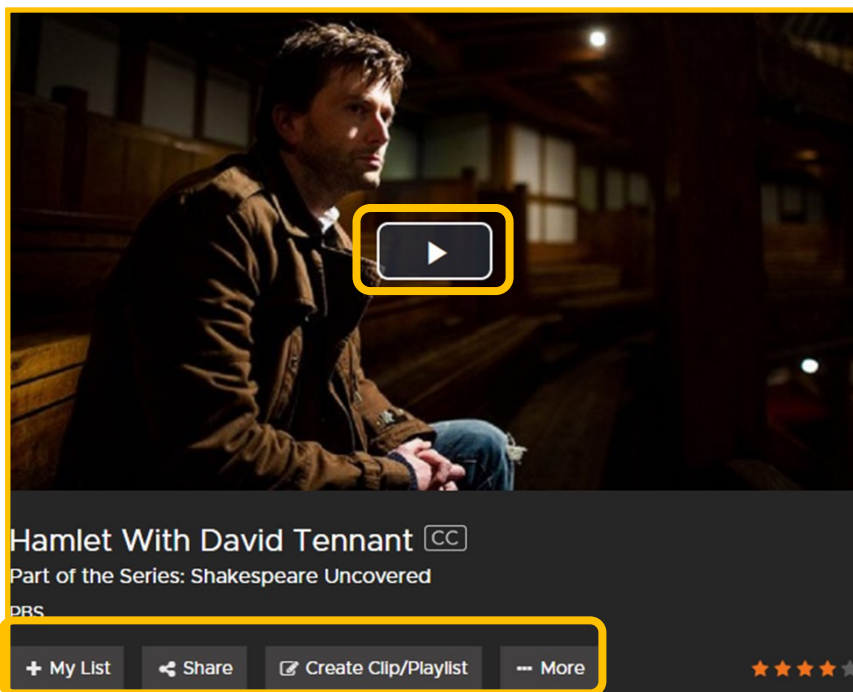 Hamlet With David Tennant CC
Part of the Series: Shakespeare Uncovered
PBS
My List Share Create Clip/Playlist More